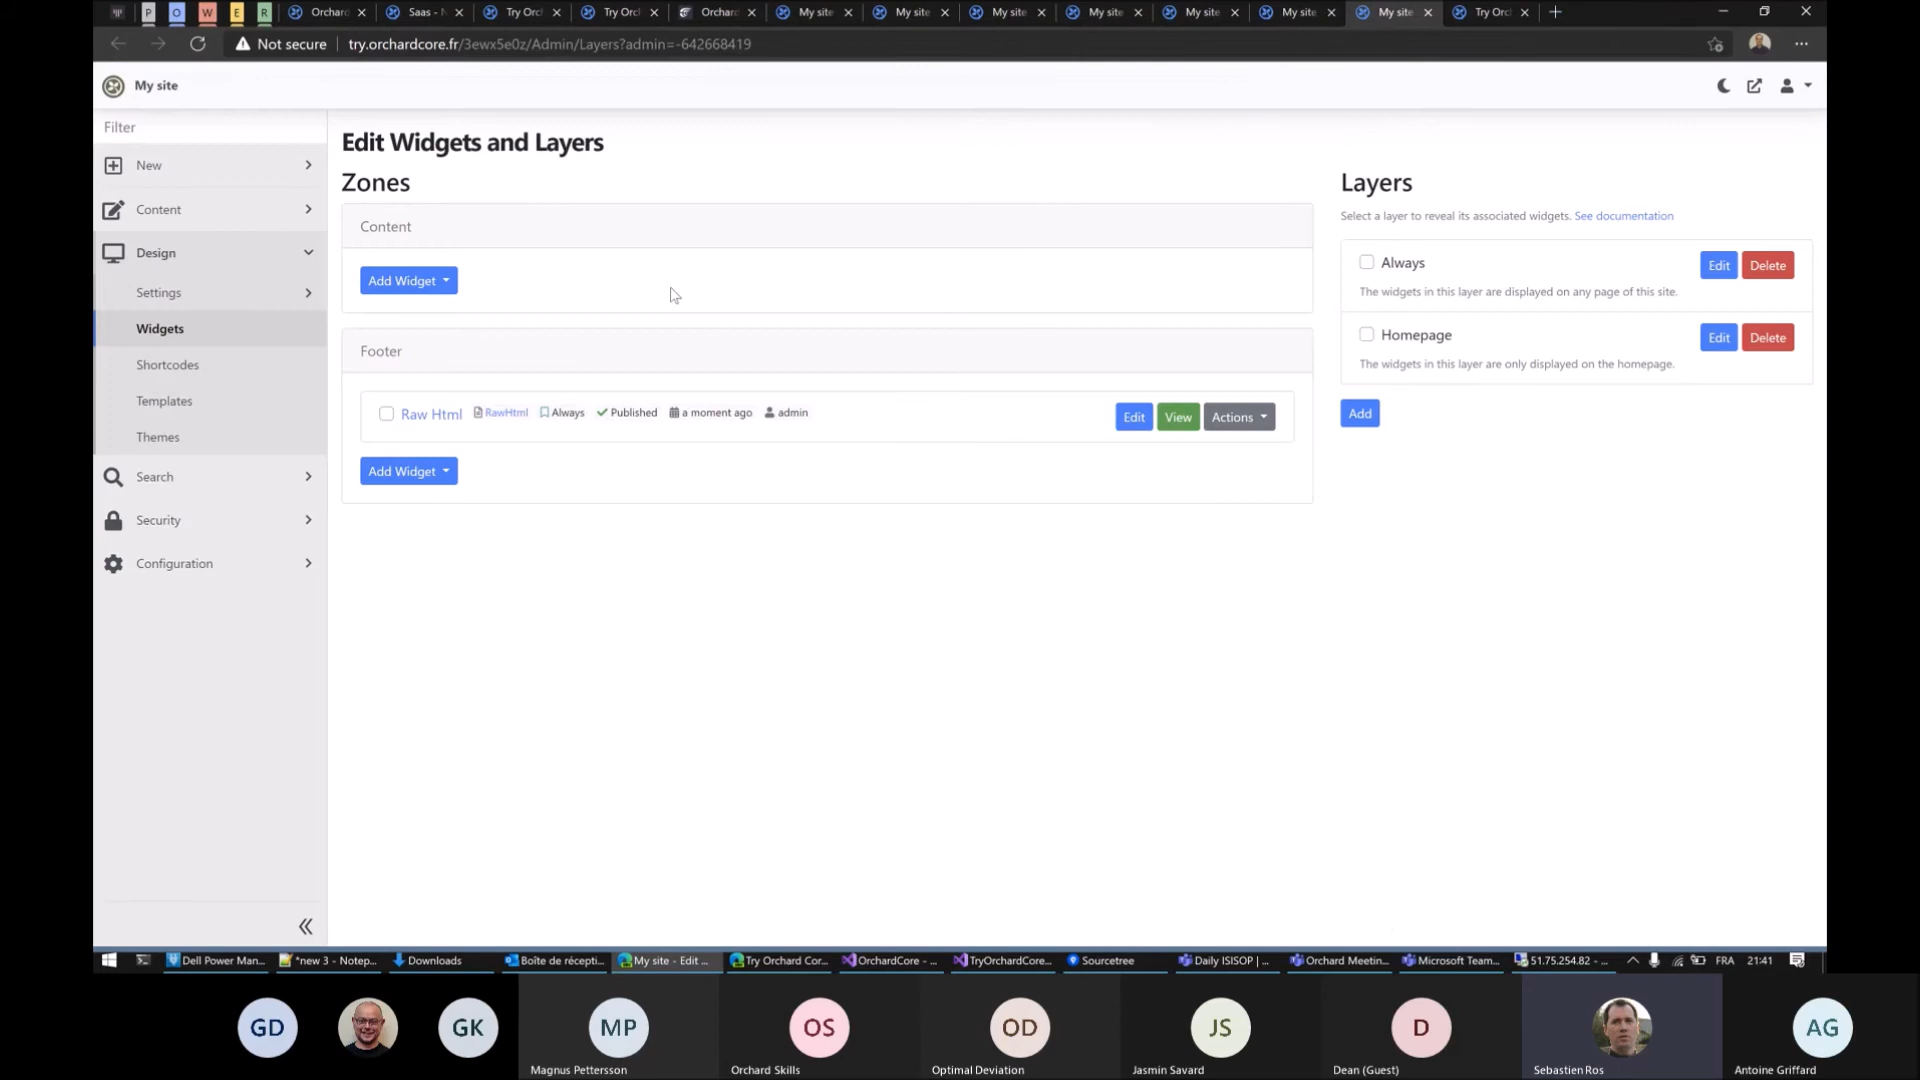 P O W E R Orchard Saas - N Try Orc Try Orc Orchard My site My site My site My site My site My site My site Try Orc
Not secure try.orchardcore.fr/3ewx5e0z/Admin/Layers?admin=-642668419
My site
Filter
New
Content
Design
Settings
Widgets
Shortcodes
Templates
Themes
Search
Security
Configuration
Edit Widgets and Layers
Zones
Content
Add Widget
Footer
Raw Html RawHtml Always Published a moment ago admin
Edit View Actions
Add Widget
Layers
Select a layer to reveal its associated widgets. See documentation
Always Edit Delete
The widgets in this layer are displayed on any page of this site.
Homepage Edit Delete
The widgets in this layer are only displayed on the homepage.
Add
Dell Power Man... *new 3 - Notep... Downloads Boîte de récepti... My site - Edit ... Try Orchard Cor... OrchardCore - ... TryOrchardCore... Sourcetree Daily ISISOP | ... Orchard Meetin... Microsoft Team... 51.75.254.82 - ... FRA 21:41
GD GK MP OS OD JS D AG
Magnus Pettersson Orchard Skills Optimal Deviation Jasmin Savard Dean (Guest) Sebastien Ros Antoine Griffard